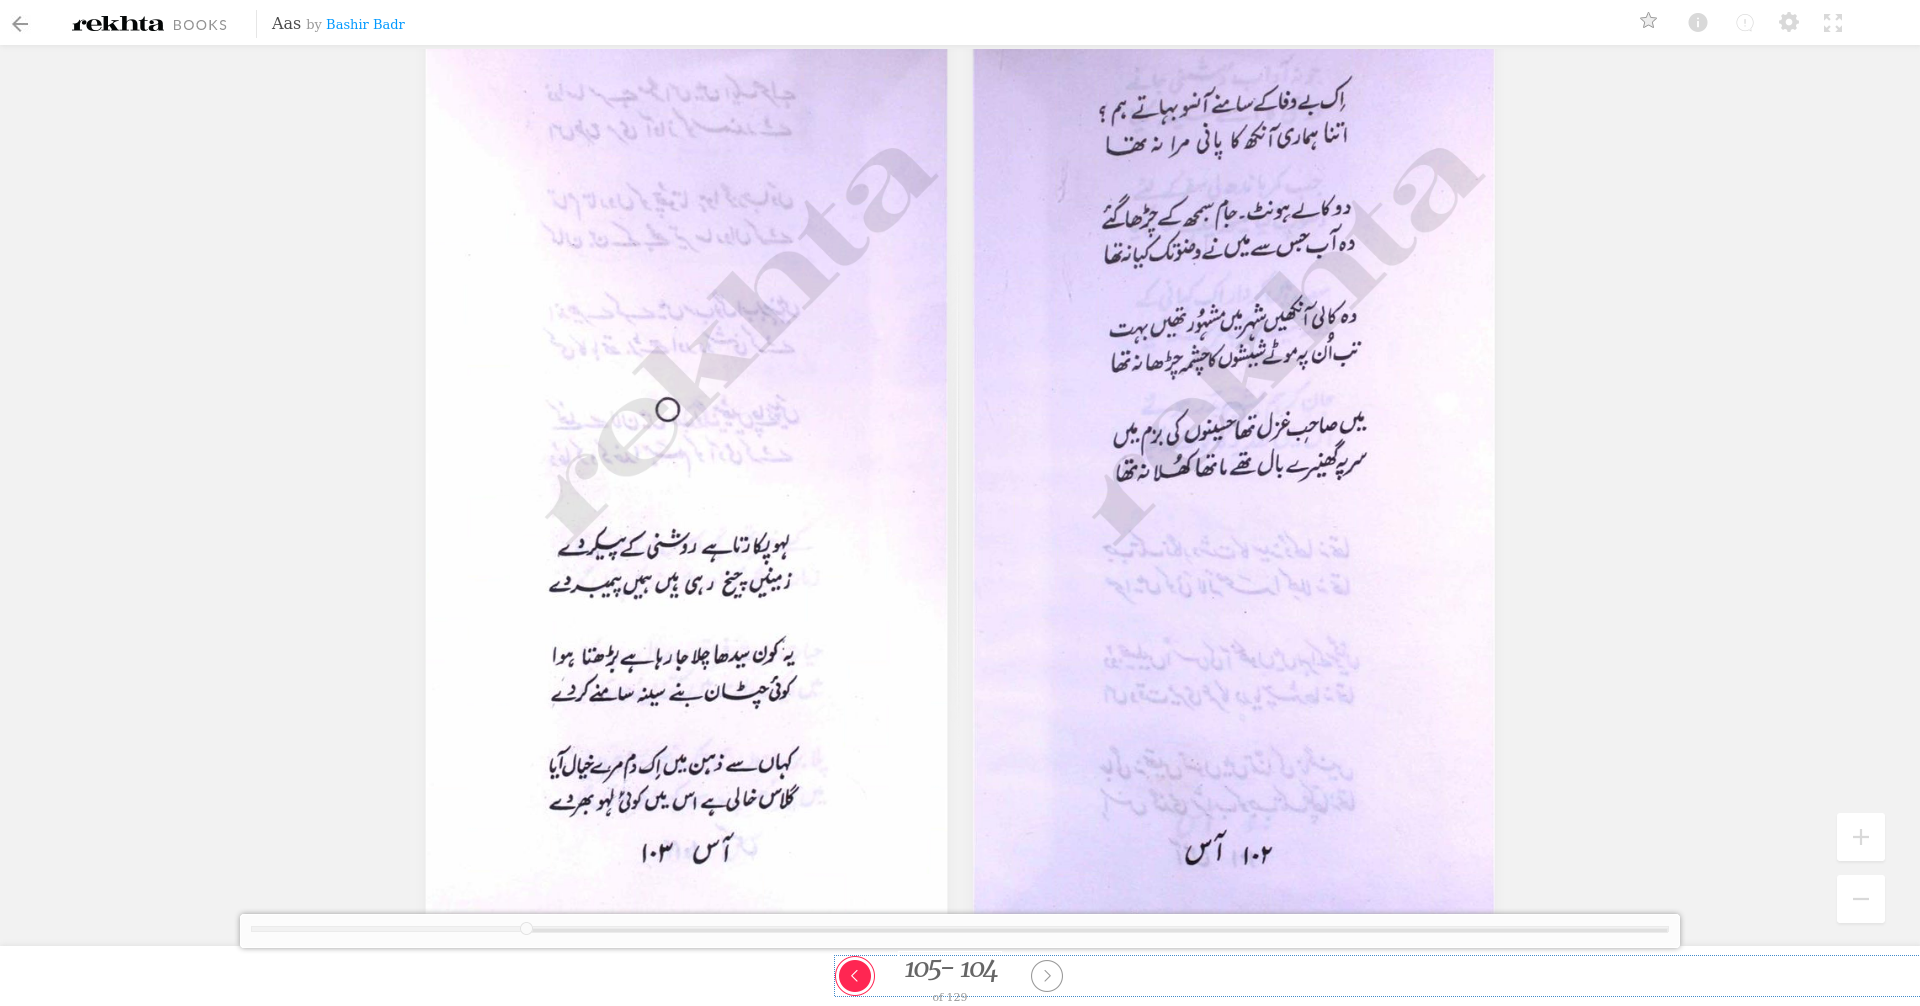 rekhta BOOKS Aas by Bashir Badr
اِک بے وفا کے سامنے آنسو بہاتے ہم ؟
اتنا ہماری آنکھ کا پانی مرا نہ تھا
دو کالے ہونٹ۔ جام سمجھ کے چڑھا گئے
وہ آب جس سے میں نے وضو تک کیا نہ تھا
وہ کالی آنکھیں شہر میں مشہور تھیں بہت
تب اُن پہ موٹے شیشوں کا چشمہ چڑھا نہ تھا
میں صاحبِ غزل تھا حسینوں کی بزم میں
سر پہ گھنیرے بال تھے ماتھا کھُلا نہ تھا
۱۰۲ آس
لہو پکارتا ہے روشنی کے پیکر دے
زمینیں چیخ رہی ہیں ہمیں پیمبر دے
یہ کون سیدھا چلا جا رہا ہے بڑھتا ہوا
کوئی چٹان بنے سینہ سامنے کر دے
کہاں سے ذہن میں اِک دم مرے خیال آیا
گلاس خالی ہے اس میں کوئی لہو بھر دے
آس ۱۰۳
rekhta
rekhta
105- 104
of 129